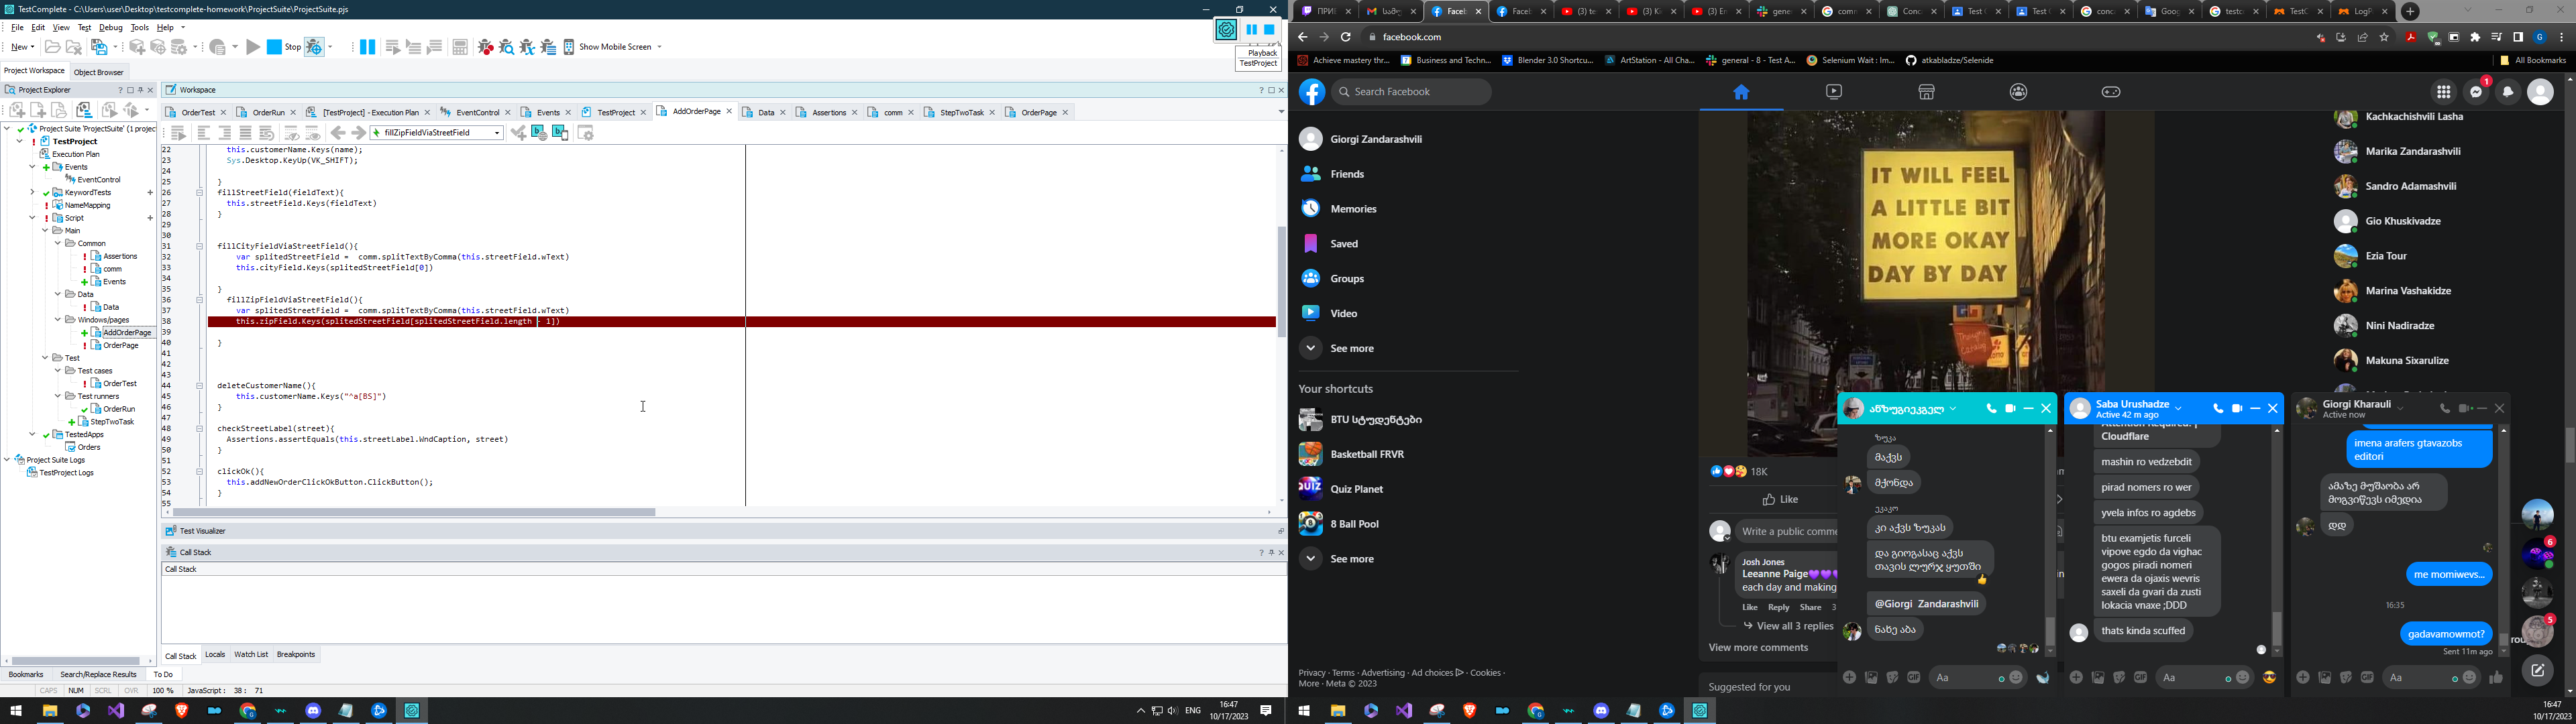 TestComplete - C:\Users\user\Desktop\testcomplete-homework\ProjectSuite\ProjectSuite.pjs
File Edit View Test Debug Tools Help
New Stop Show Mobile Screen
Playback
TestProject
Project Workspace Object Browser
Project Explorer
Project Suite 'ProjectSuite' (1 projec
TestProject
Execution Plan
Events
EventControl
KeywordTests
NameMapping
Script
Main
Common
Assertions
comm
Events
Data
Data
Windows/pages
AddOrderPage
OrderPage
Test
Test cases
OrderTest
Test runners
OrderRun
StepTwoTask
TestedApps
Orders
Project Suite Logs
TestProject Logs
Workspace
OrderTest OrderRun [TestProject] - Execution Plan EventControl Events TestProject AddOrderPage Data Assertions comm StepTwoTask OrderPage
fillZipFieldViaStreetField
22 this.customerName.Keys(name);
23 Sys.Desktop.KeyUp(VK_SHIFT);
24
25 }
26 fillStreetField(fieldText){
27 this.streetField.Keys(fieldText)
28 }
29
30
31 fillCityFieldViaStreetField(){
32 var splitedStreetField = comm.splitTextByComma(this.streetField.wText)
33 this.cityField.Keys(splitedStreetField[0])
34
35 }
36 fillZipFieldViaStreetField(){
37 var splitedStreetField = comm.splitTextByComma(this.streetField.wText)
38 this.zipField.Keys(splitedStreetField[splitedStreetField.length - 1])
39
40 }
41
42
43
44 deleteCustomerName(){
45 this.customerName.Keys("^a[BS]")
46 }
47
48 checkStreetLabel(street){
49 Assertions.assertEquals(this.streetLabel.WndCaption, street)
50 }
51
52 clickOk(){
53 this.addNewOrderClickOkButton.ClickButton();
54 }
55
Test Visualizer
Call Stack
Call Stack
Call Stack Locals Watch List Breakpoints
Bookmarks Search/Replace Results To Do
CAPS NUM SCRL OVR 100 % JavaScript : 38 : 71
ENG 16:47
10/17/2023
facebook.com
Achieve mastery thr... Business and Techn... Blender 3.0 Shortcu... ArtStation - All Cha... general - 8 - Test A... Selenium Wait : Im... atkabladze/Selenide All Bookmarks
Search Facebook
1
Giorgi Zandarashvili
Friends
Memories
Saved
Groups
Video
See more
Your shortcuts
BTU სტუდენტები
Basketball FRVR
Quiz Planet
8 Ball Pool
See more
Privacy · Terms · Advertising · Ad choices · Cookies ·
More · Meta © 2023
IT WILL FEEL
A LITTLE BIT
MORE OKAY
DAY BY DAY
18K
Like
Write a public comme
Josh Jones
Leeanne Paige
each day and making
Like Reply Share 3
View all 3 replies
View more comments
Suggested for you
Kachkachishvili Lasha
Marika Zandarashvili
Sandro Adamashvili
Gio Khuskivadze
Ezia Tour
Marina Vashakidze
Nini Nadiradze
Makuna Sixarulize
ანზუგიეკგელ
ზუკა
მაქვს
მქონდა
ეკაკო
კი აქვს ზუკას
და გიოგასაც აქვს
თავის ლურჯ ყუთში
@Giorgi Zandarashvili
ნახე აბა
Aa
Saba Urushadze
Active 42 m ago
Attention Required! |
Cloudflare
mashin ro vedzebdit
pirad nomers ro wer
yvela infos ro agdebs
btu examjetis furceli
vipove egdo da vighac
gogos piradi nomeri
ewera da ojaxis wevris
saxeli da gvari da zusti
lokacia vnaxe ;DDD
thats kinda scuffed
Aa
Giorgi Kharauli
Active now
imena arafers gtavazobs
editori
ამაზე მუშაობა არ
მოგვიწევს იმედია
დდ
me momiwevs...
16:35
gadavamowmot?
Sent 11m ago
Aa
6
5
16:47
10/17/2023